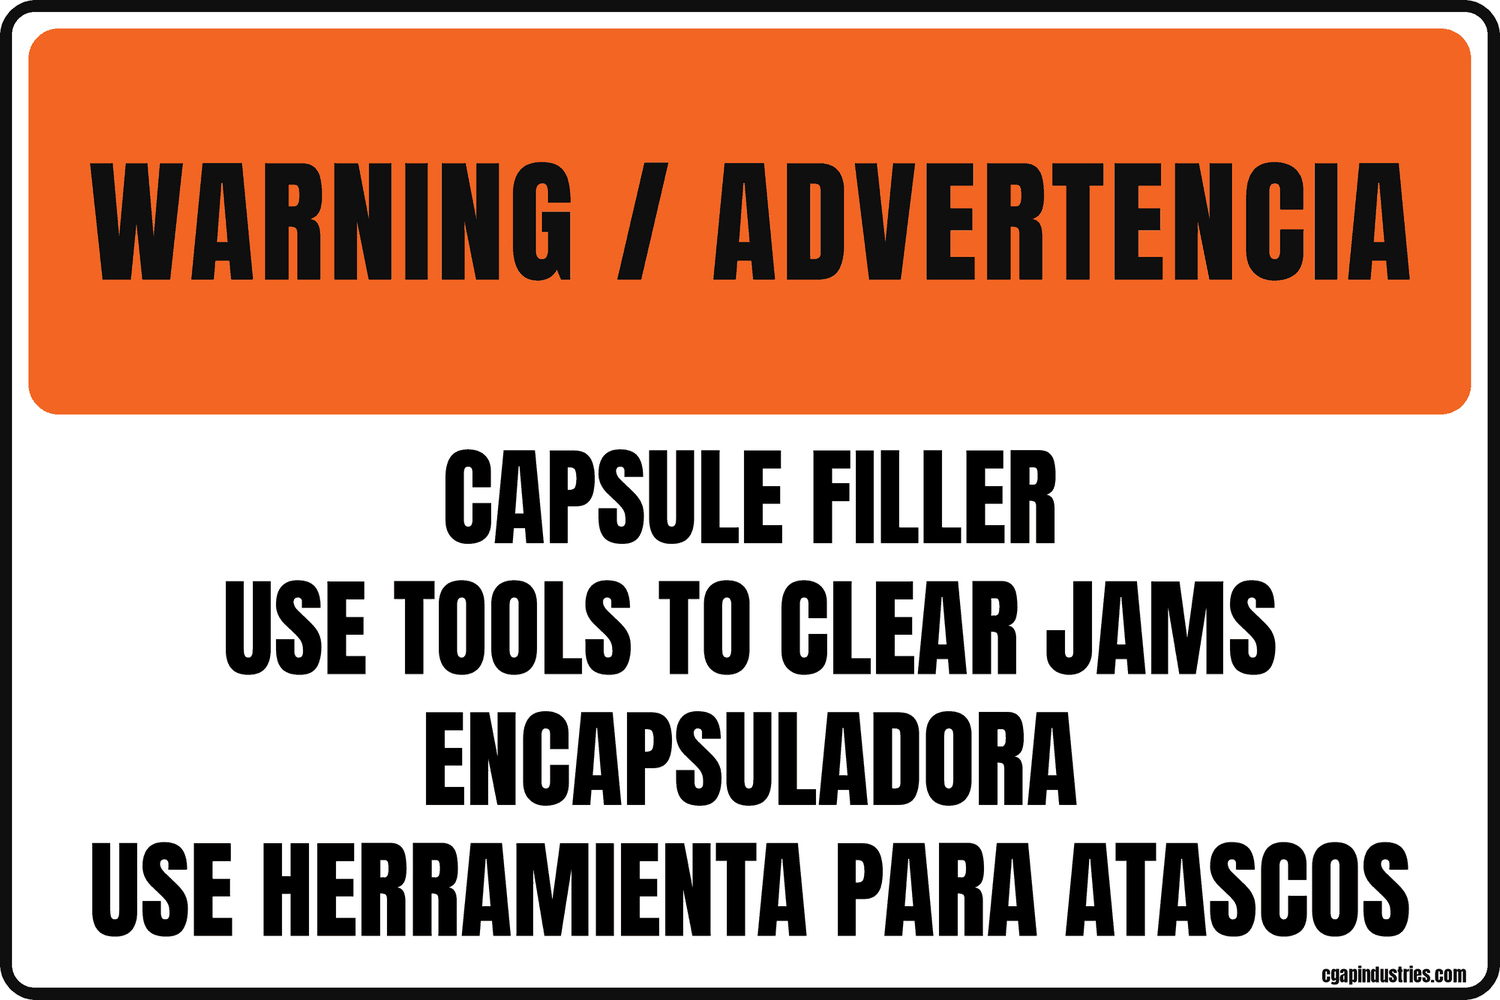 WARNING / ADVERTENCIA
CAPSULE FILLER
USE TOOLS TO CLEAR JAMS
ENCAPSULADORA
USE HERRAMIENTA PARA ATASCOS
cgapindustries.com